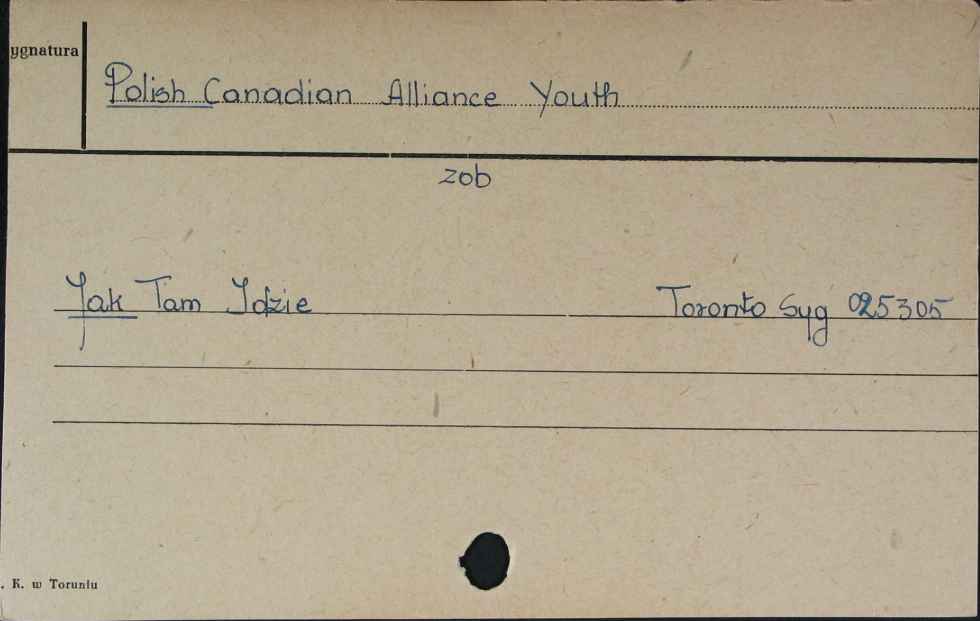 ygnatura
Polish Canadian Alliance Youth
zob
Jak Tam Idzie Toronto Syg 025305
. K. w Toruniu